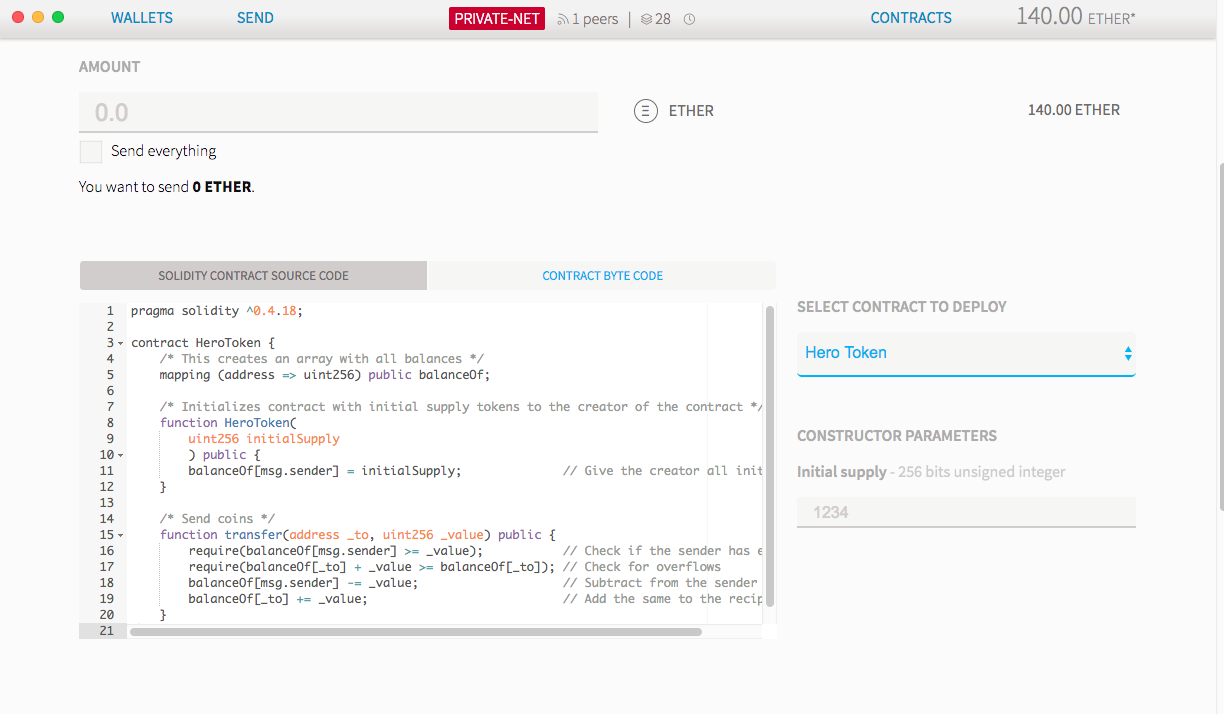 WALLETS SEND PRIVATE-NET 1 peers | 28 CONTRACTS 140.00 ETHER*
AMOUNT
0.0 ETHER 140.00 ETHER
Send everything
You want to send 0 ETHER.
SOLIDITY CONTRACT SOURCE CODE CONTRACT BYTE CODE
1 pragma solidity ^0.4.18;
2
3 contract HeroToken {
4 /* This creates an array with all balances */
5 mapping (address => uint256) public balanceOf;
6
7 /* Initializes contract with initial supply tokens to the creator of the contract */
8 function HeroToken(
9 uint256 initialSupply
10 ) public {
11 balanceOf[msg.sender] = initialSupply; // Give the creator all init
12 }
13
14 /* Send coins */
15 function transfer(address _to, uint256 _value) public {
16 require(balanceOf[msg.sender] >= _value); // Check if the sender has e
17 require(balanceOf[_to] + _value >= balanceOf[_to]); // Check for overflows
18 balanceOf[msg.sender] -= _value; // Subtract from the sender
19 balanceOf[_to] += _value; // Add the same to the recip
20 }
21
SELECT CONTRACT TO DEPLOY
Hero Token
CONSTRUCTOR PARAMETERS
Initial supply - 256 bits unsigned integer
1234